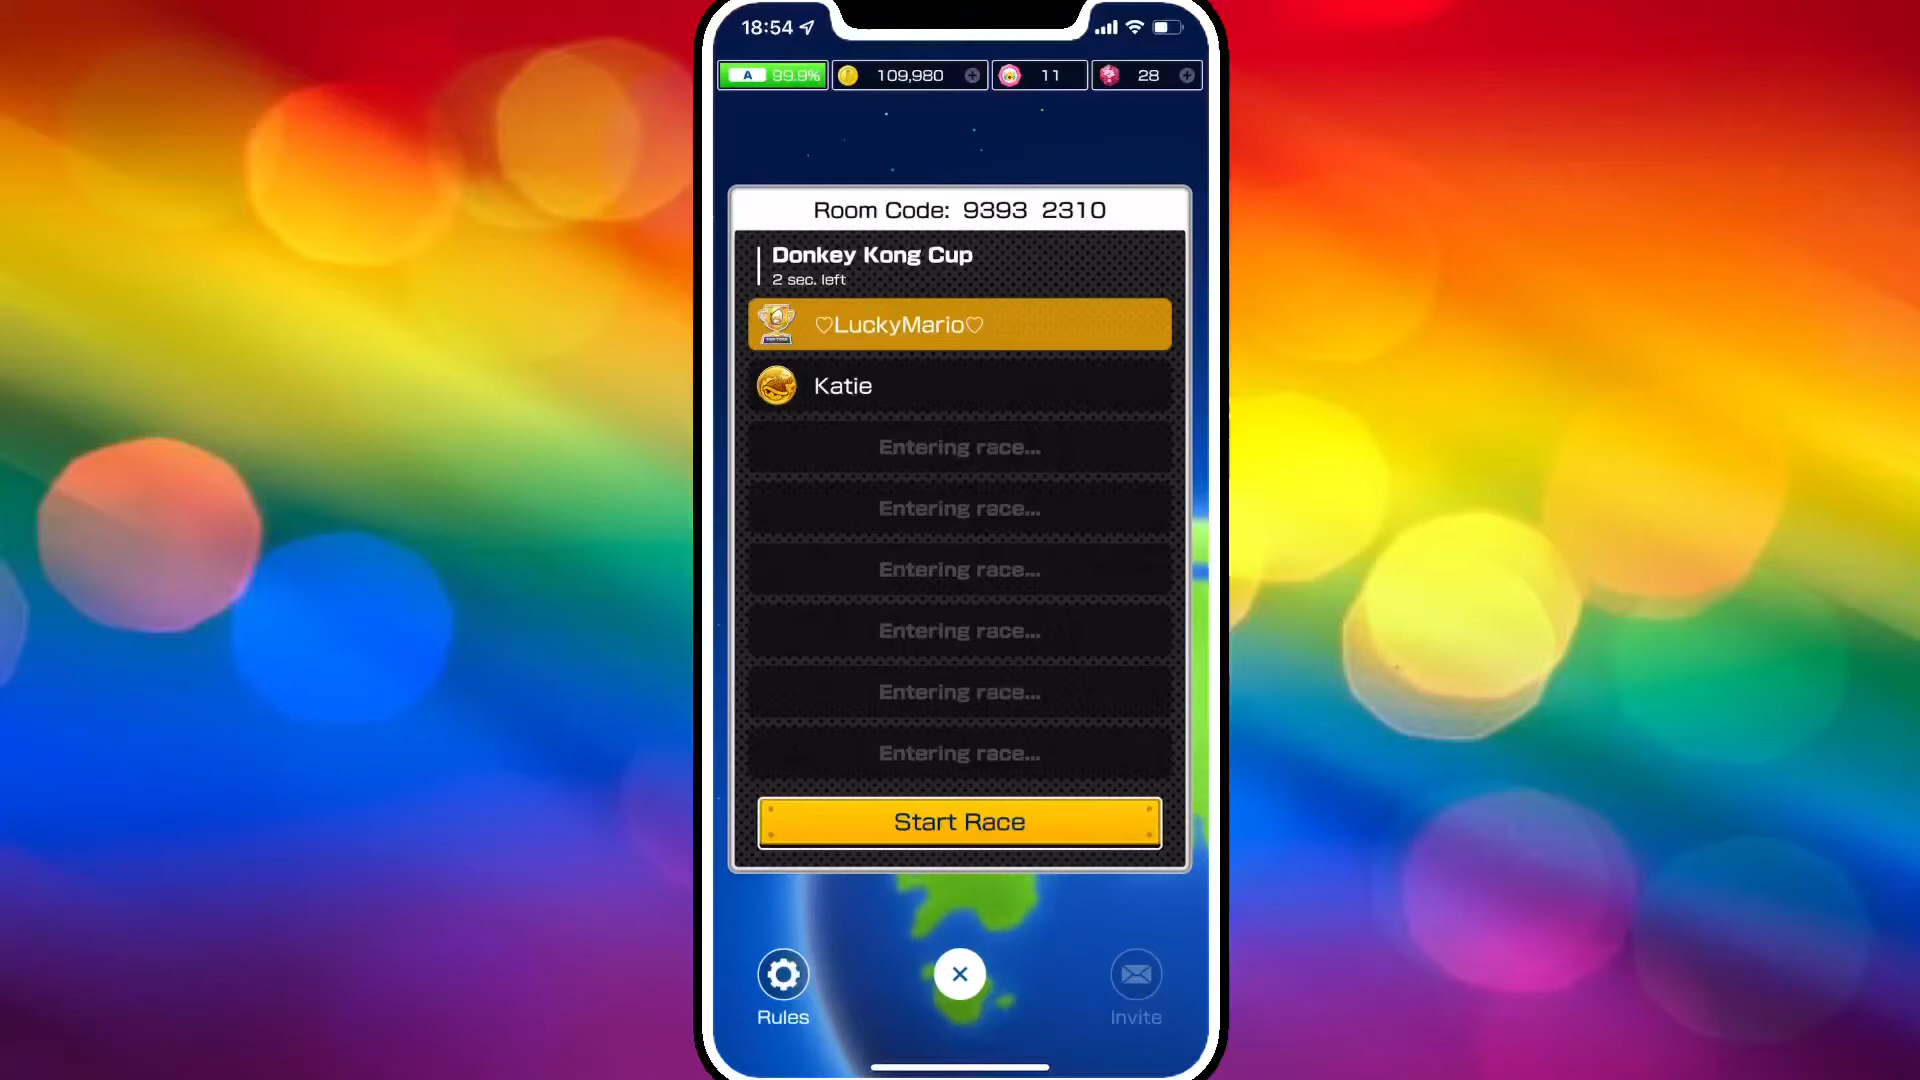 18:54
A 99.9% 109,980 11 28
Room Code: 9393 2310
Donkey Kong Cup
2 sec. left
♡LuckyMario♡
Katie
Entering race...
Entering race...
Entering race...
Entering race...
Entering race...
Entering race...
Start Race
Rules
Invite